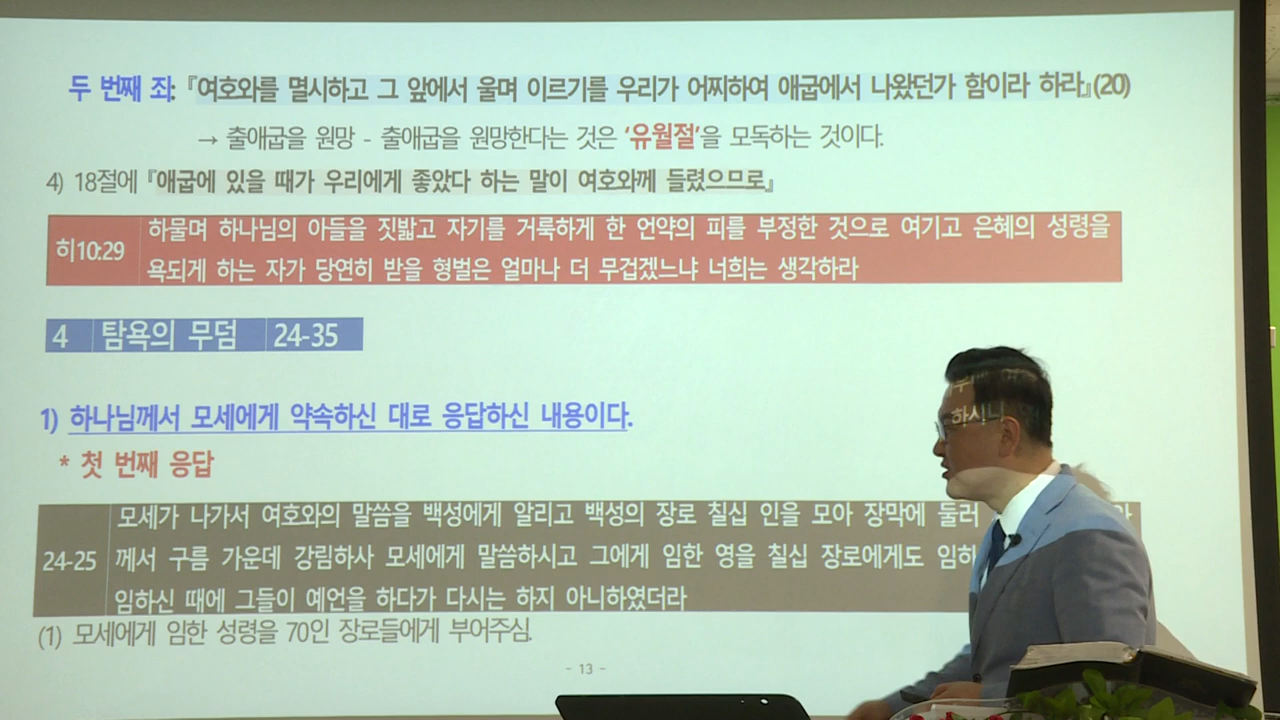 두 번째 죄: 『여호와를 멸시하고 그 앞에서 울며 이르기를 우리가 어찌하여 애굽에서 나왔던가 함이라 하라』(20)
→ 출애굽을 원망 - 출애굽을 원망한다는 것은 ‘유월절’을 모독하는 것이다.
4) 18절에 『애굽에 있을 때가 우리에게 좋았다 하는 말이 여호와께 들렸으므로』
히10:29 하물며 하나님의 아들을 짓밟고 자기를 거룩하게 한 언약의 피를 부정한 것으로 여기고 은혜의 성령을
욕되게 하는 자가 당연히 받을 형벌은 얼마나 더 무겁겠느냐 너희는 생각하라
4 탐욕의 무덤 24-35
1) 하나님께서 모세에게 약속하신 대로 응답하신 내용이다.
* 첫 번째 응답
모세가 나가서 여호와의 말씀을 백성에게 알리고 백성의 장로 칠십 인을 모아 장막에 둘러
24-25 께서 구름 가운데 강림하사 모세에게 말씀하시고 그에게 임한 영을 칠십 장로에게도 임하
임하신 때에 그들이 예언을 하다가 다시는 하지 아니하였더라
(1) 모세에게 임한 성령을 70인 장로들에게 부어주심.
- 13 -